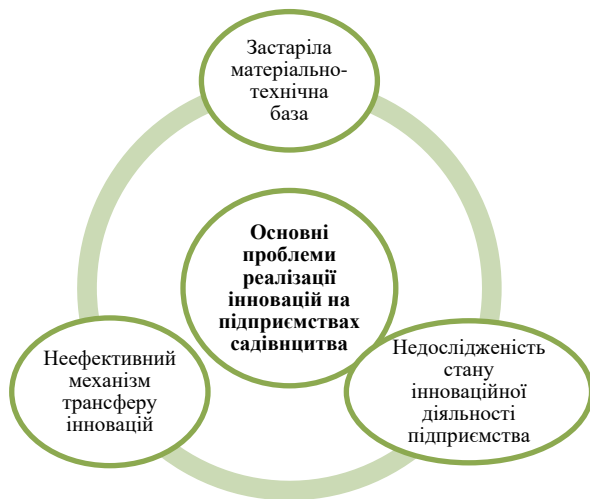 Застаріла
матеріально-
технічна
база
Основні
проблеми
реалізації
інновацій на
підприємствах
садівнцитва
Неефективний
механізм
трансферу
інновацій
Недослідженість
стану
інноваційної
діяльності
підприємства